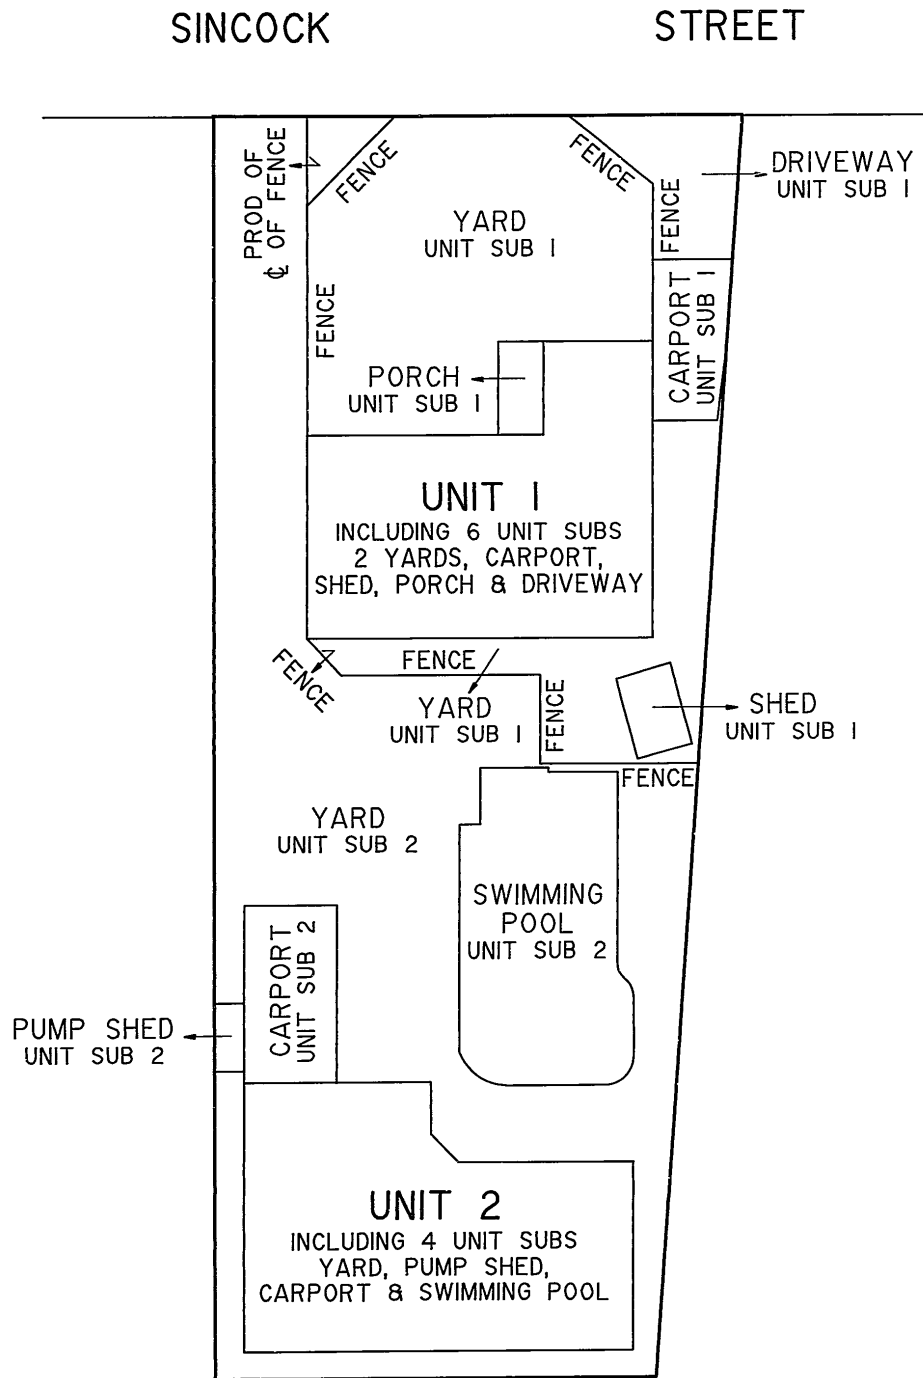 SINCOCK STREET
PROD OF
℄ OF FENCE
FENCE
FENCE
FENCE
DRIVEWAY
UNIT SUB 1
YARD
UNIT SUB 1
FENCE
CARPORT
UNIT SUB 1
PORCH
UNIT SUB 1
UNIT 1
INCLUDING 6 UNIT SUBS
2 YARDS, CARPORT,
SHED, PORCH & DRIVEWAY
FENCE
FENCE
YARD
UNIT SUB 1
FENCE
SHED
UNIT SUB 1
FENCE
YARD
UNIT SUB 2
SWIMMING
POOL
UNIT SUB 2
CARPORT
UNIT SUB 2
PUMP SHED
UNIT SUB 2
UNIT 2
INCLUDING 4 UNIT SUBS
YARD, PUMP SHED,
CARPORT & SWIMMING POOL